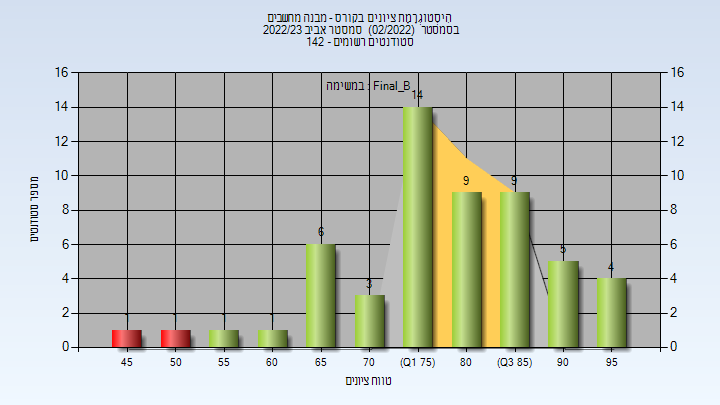 היסטוגרמת ציונים בקורס - מבנה מחשבים
בסמסטר (02/2022) סמסטר אביב 2022/23
סטודנטים רשומים - 142
במשימה : Final_B
מספר סטודנטים
16 16
14 14
12 12
10 10
8 8
6 6
4 4
2 2
0 0
1 1 1 1 6 3 14 9 9 5 4
45 50 55 60 65 70 (Q1 75) 80 (Q3 85) 90 95
טווח ציונים